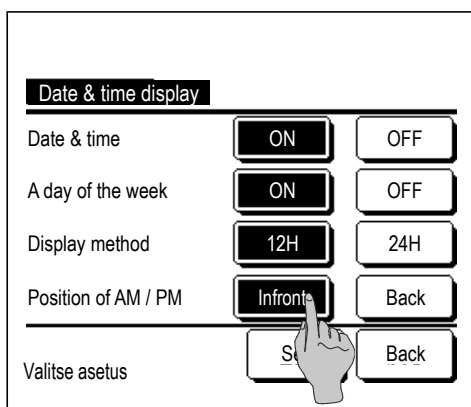 Date & time display
Date & time ON OFF
A day of the week ON OFF
Display method 12H 24H
Position of AM / PM Infront Back
Valitse asetus Back